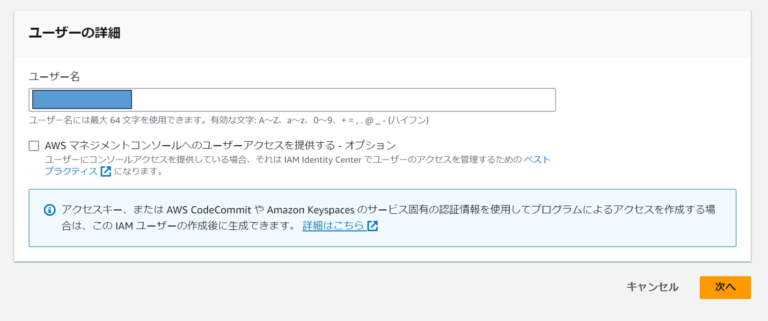 ユーザーの詳細
ユーザー名
ユーザー名には最大 64 文字を使用できます。有効な文字: A～Z、a～z、0～9、+ = , . @ _ - (ハイフン)
AWS マネジメントコンソールへのユーザーアクセスを提供する - オプション
ユーザーにコンソールアクセスを提供している場合、それは IAM Identity Center でユーザーのアクセスを管理するための ベスト
プラクティス になります。
アクセスキー、または AWS CodeCommit や Amazon Keyspaces のサービス固有の認証情報を使用してプログラムによるアクセスを作成する場
合は、この IAM ユーザーの作成後に生成できます。 詳細はこちら
キャンセル
次へ